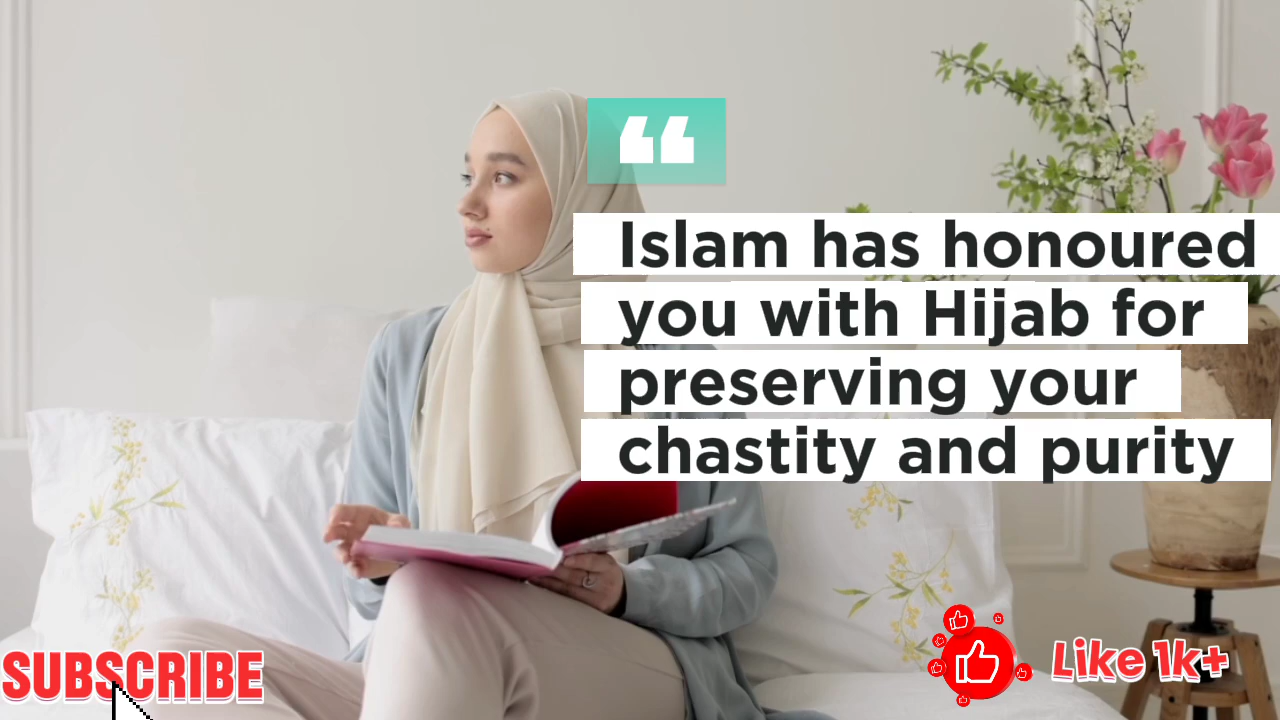 ❝
Islam has honoured
you with Hijab for
preserving your
chastity and purity
SUBSCRIBE
Like 1k+